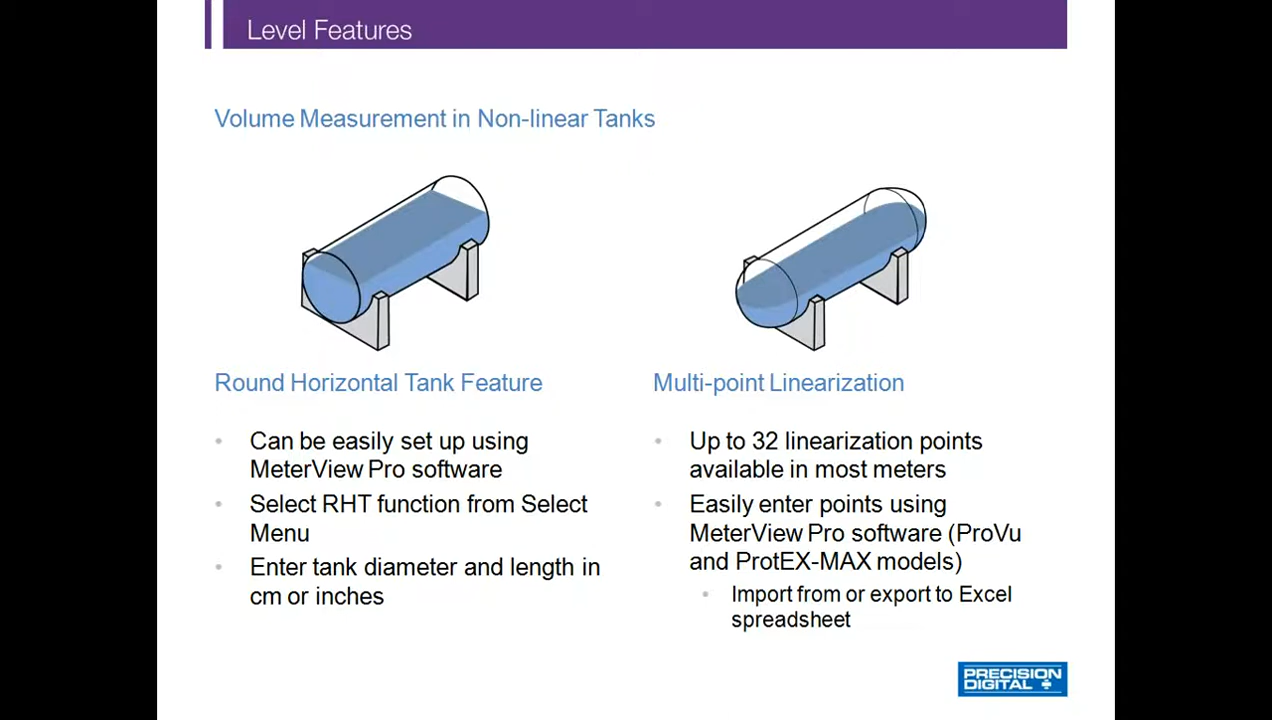 Level Features
Volume Measurement in Non-linear Tanks
Round Horizontal Tank Feature
• Can be easily set up using
MeterView Pro software
• Select RHT function from Select
Menu
• Enter tank diameter and length in
cm or inches
Multi-point Linearization
• Up to 32 linearization points
available in most meters
• Easily enter points using
MeterView Pro software (ProVu
and ProtEX-MAX models)
• Import from or export to Excel
spreadsheet
PRECISION
DIGITAL